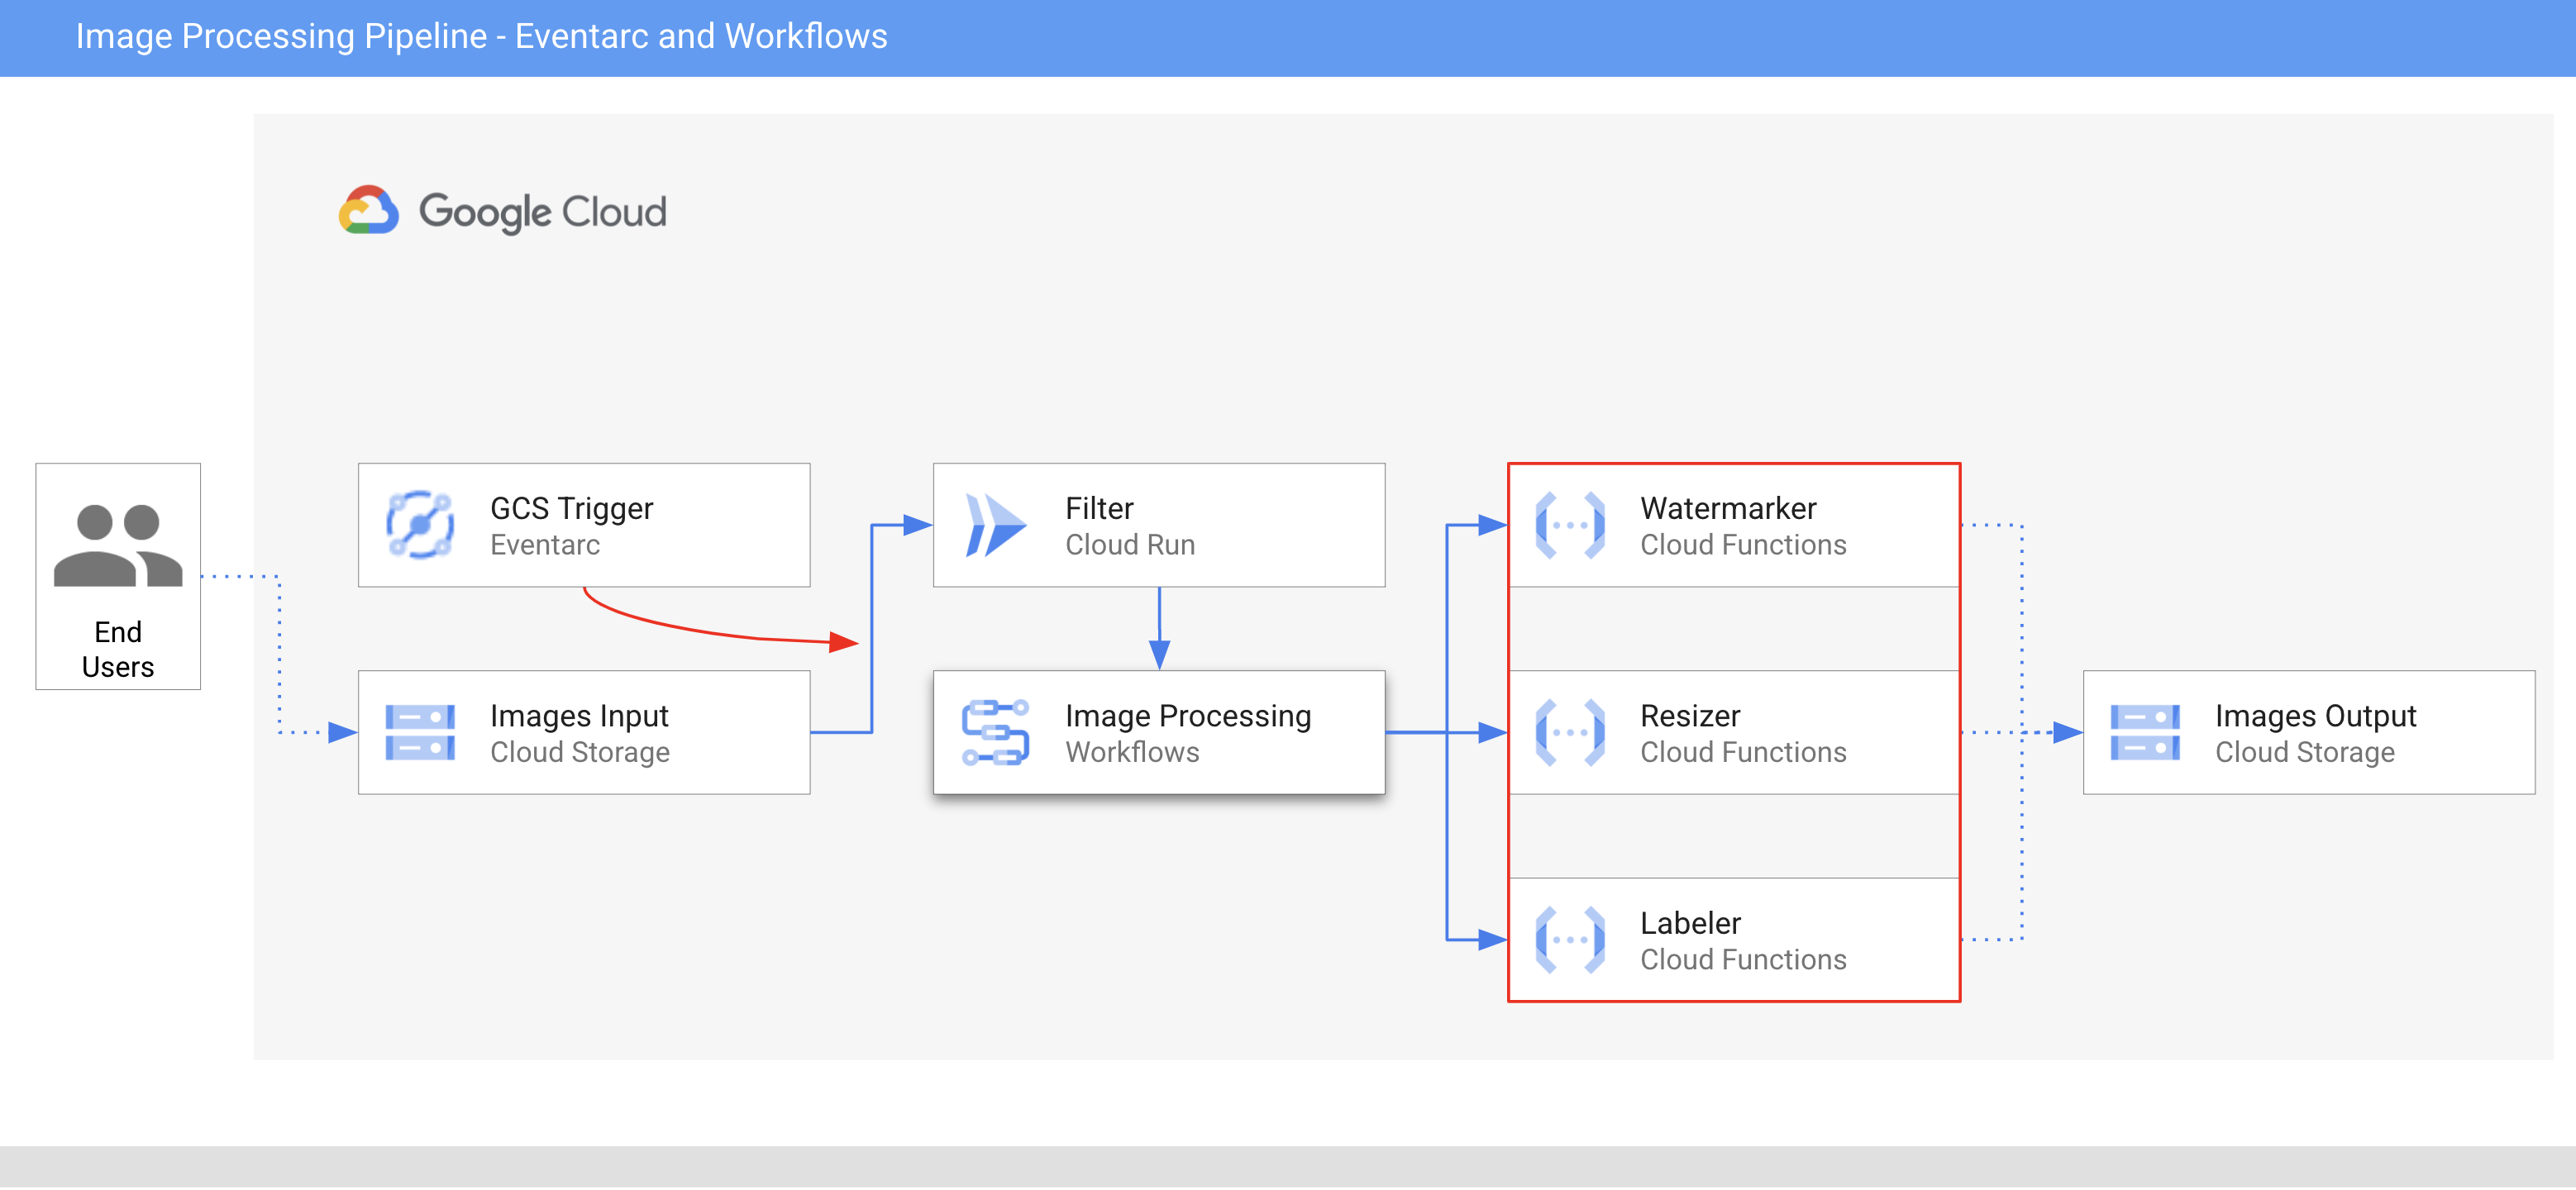 Image Processing Pipeline - Eventarc and Workflows
Google Cloud
End
Users
GCS Trigger
Eventarc
Images Input
Cloud Storage
Filter
Cloud Run
Image Processing
Workflows
Watermarker
Cloud Functions
Resizer
Cloud Functions
Labeler
Cloud Functions
Images Output
Cloud Storage